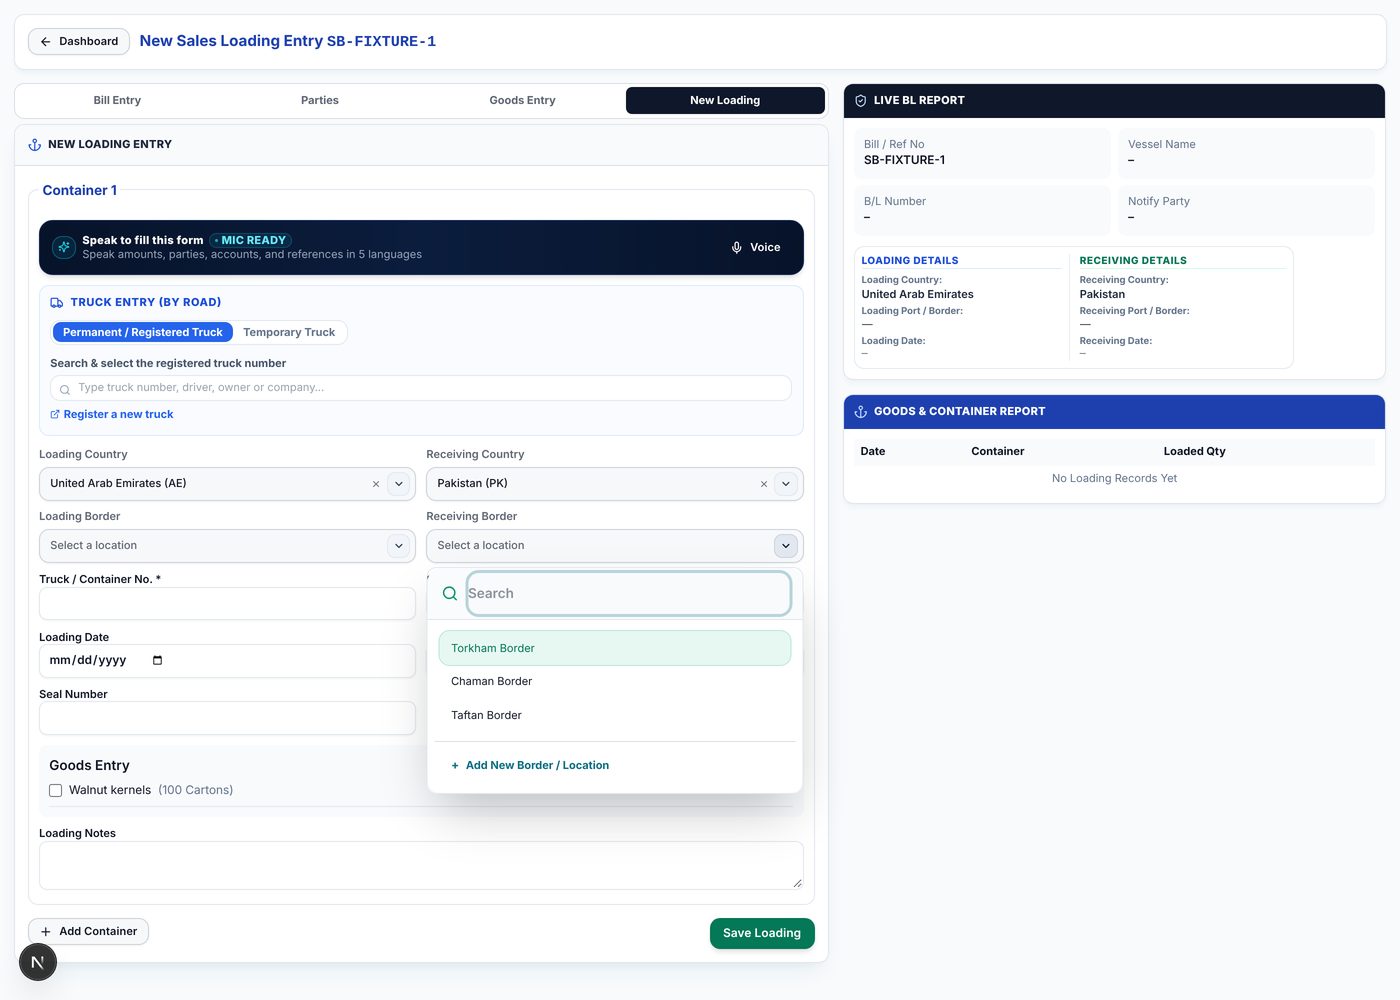 Dashboard
New Sales Loading Entry SB-FIXTURE-1
Bill Entry
Parties
Goods Entry
New Loading
NEW LOADING ENTRY
Container 1
Speak to fill this form • MIC READY
Speak amounts, parties, accounts, and references in 5 languages
Voice
TRUCK ENTRY (BY ROAD)
Permanent / Registered Truck
Temporary Truck
Search & select the registered truck number
Type truck number, driver, owner or company...
Register a new truck
Loading Country
Receiving Country
United Arab Emirates (AE)
Pakistan (PK)
Loading Border
Receiving Border
Select a location
Select a location
Truck / Container No. *
Search
Torkham Border
Chaman Border
Taftan Border
+ Add New Border / Location
Loading Date
mm/dd/yyyy
Seal Number
Goods Entry
Walnut kernels (100 Cartons)
Loading Notes
Add Container
Save Loading
N
LIVE BL REPORT
Bill / Ref No
SB-FIXTURE-1
Vessel Name
–
B/L Number
–
Notify Party
–
LOADING DETAILS
Loading Country:
United Arab Emirates
Loading Port / Border:
—
Loading Date:
–
RECEIVING DETAILS
Receiving Country:
Pakistan
Receiving Port / Border:
—
Receiving Date:
–
GOODS & CONTAINER REPORT
Date
Container
Loaded Qty
No Loading Records Yet